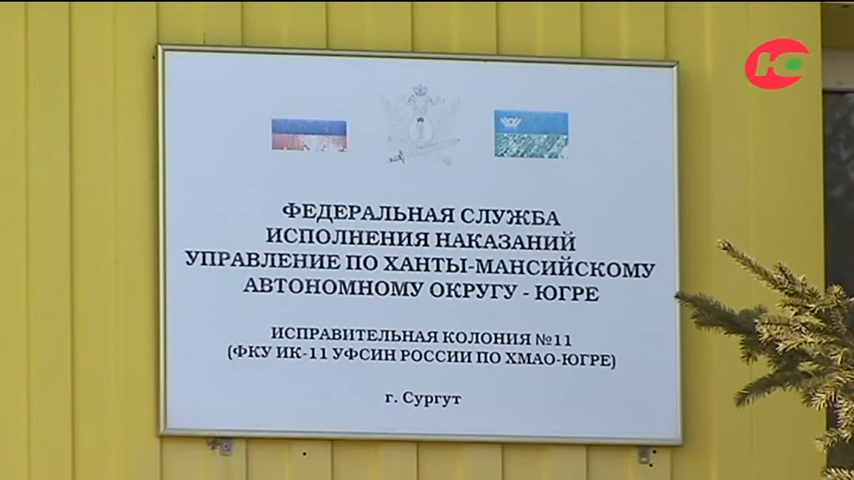 ФЕДЕРАЛЬНАЯ СЛУЖБА
ИСПОЛНЕНИЯ НАКАЗАНИЙ
УПРАВЛЕНИЕ ПО ХАНТЫ-МАНСИЙСКОМУ
АВТОНОМНОМУ ОКРУГУ - ЮГРЕ
ИСПРАВИТЕЛЬНАЯ КОЛОНИЯ №11
(ФКУ ИК-11 УФСИН РОССИИ ПО ХМАО-ЮГРЕ)
г. Сургут
Ю